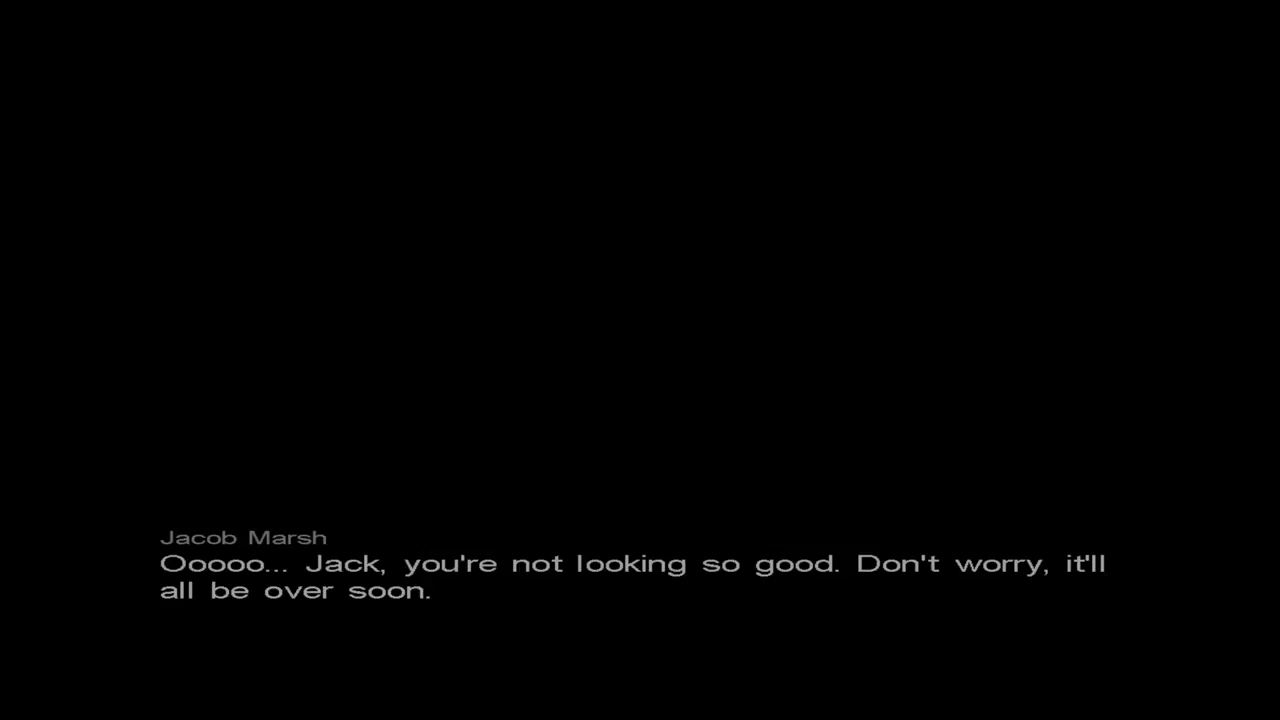 Jacob Marsh
Ooooo... Jack, you're not looking so good. Don't worry, it'll
all be over soon.